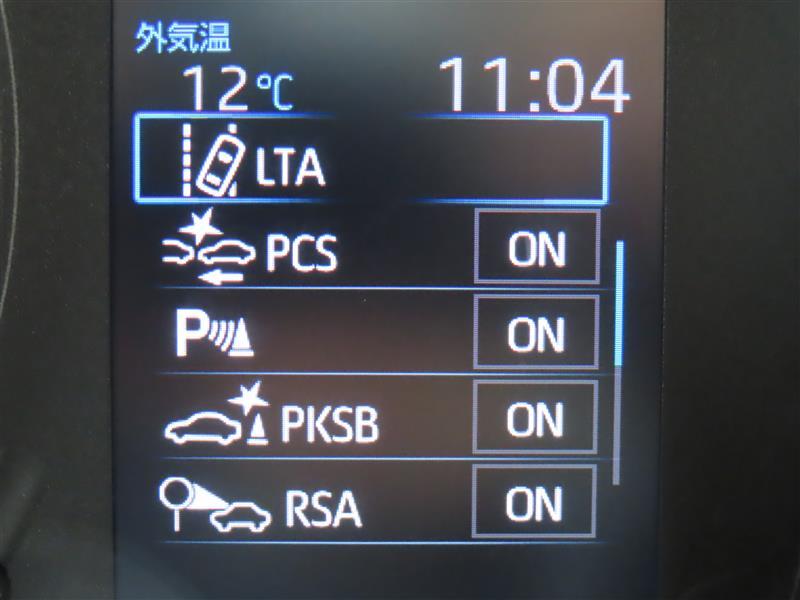 外気温
12℃ 11:04
LTA
PCS ON
P ON
PKSB ON
RSA ON